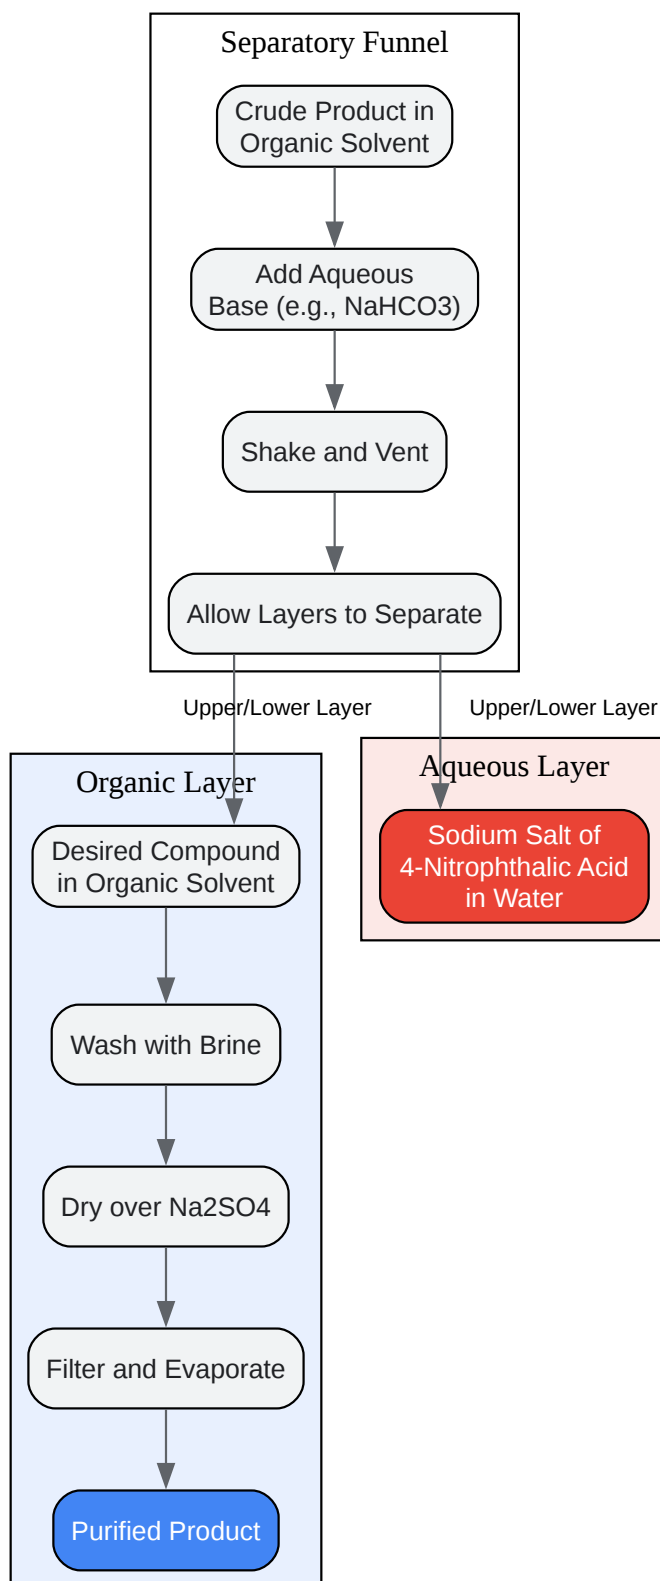 Separatory Funnel
Crude Product in
Organic Solvent
Add Aqueous
Base (e.g., NaHCO3)
Shake and Vent
Allow Layers to Separate
Upper/Lower Layer
Upper/Lower Layer
Organic Layer
Desired Compound
in Organic Solvent
Wash with Brine
Dry over Na2SO4
Filter and Evaporate
Purified Product
Aqueous Layer
Sodium Salt of
4-Nitrophthalic Acid
in Water